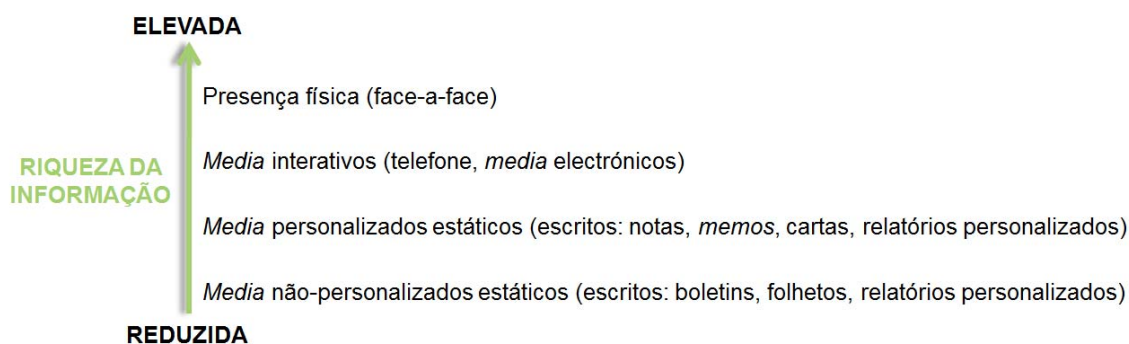 ELEVADA
Presença física (face-a-face)
Media interativos (telefone, media electrónicos)
RIQUEZA DA
INFORMAÇÃO
Media personalizados estáticos (escritos: notas, memos, cartas, relatórios personalizados)
Media não-personalizados estáticos (escritos: boletins, folhetos, relatórios personalizados)
REDUZIDA